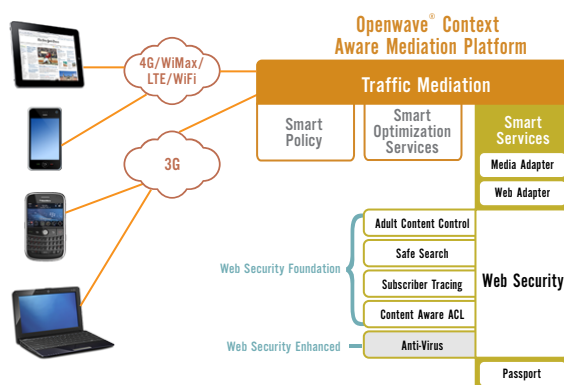 Openwave® Context
Aware Mediation Platform
4G/WiMax/
LTE/WiFi
Traffic Mediation
Smart
Policy
Smart
Optimization
Services
Smart
Services
3G
Media Adapter
Web Adapter
Adult Content Control
Safe Search
Web Security Foundation
Subscriber Tracing
Web Security
Content Aware ACL
Web Security Enhanced
Anti-Virus
Passport